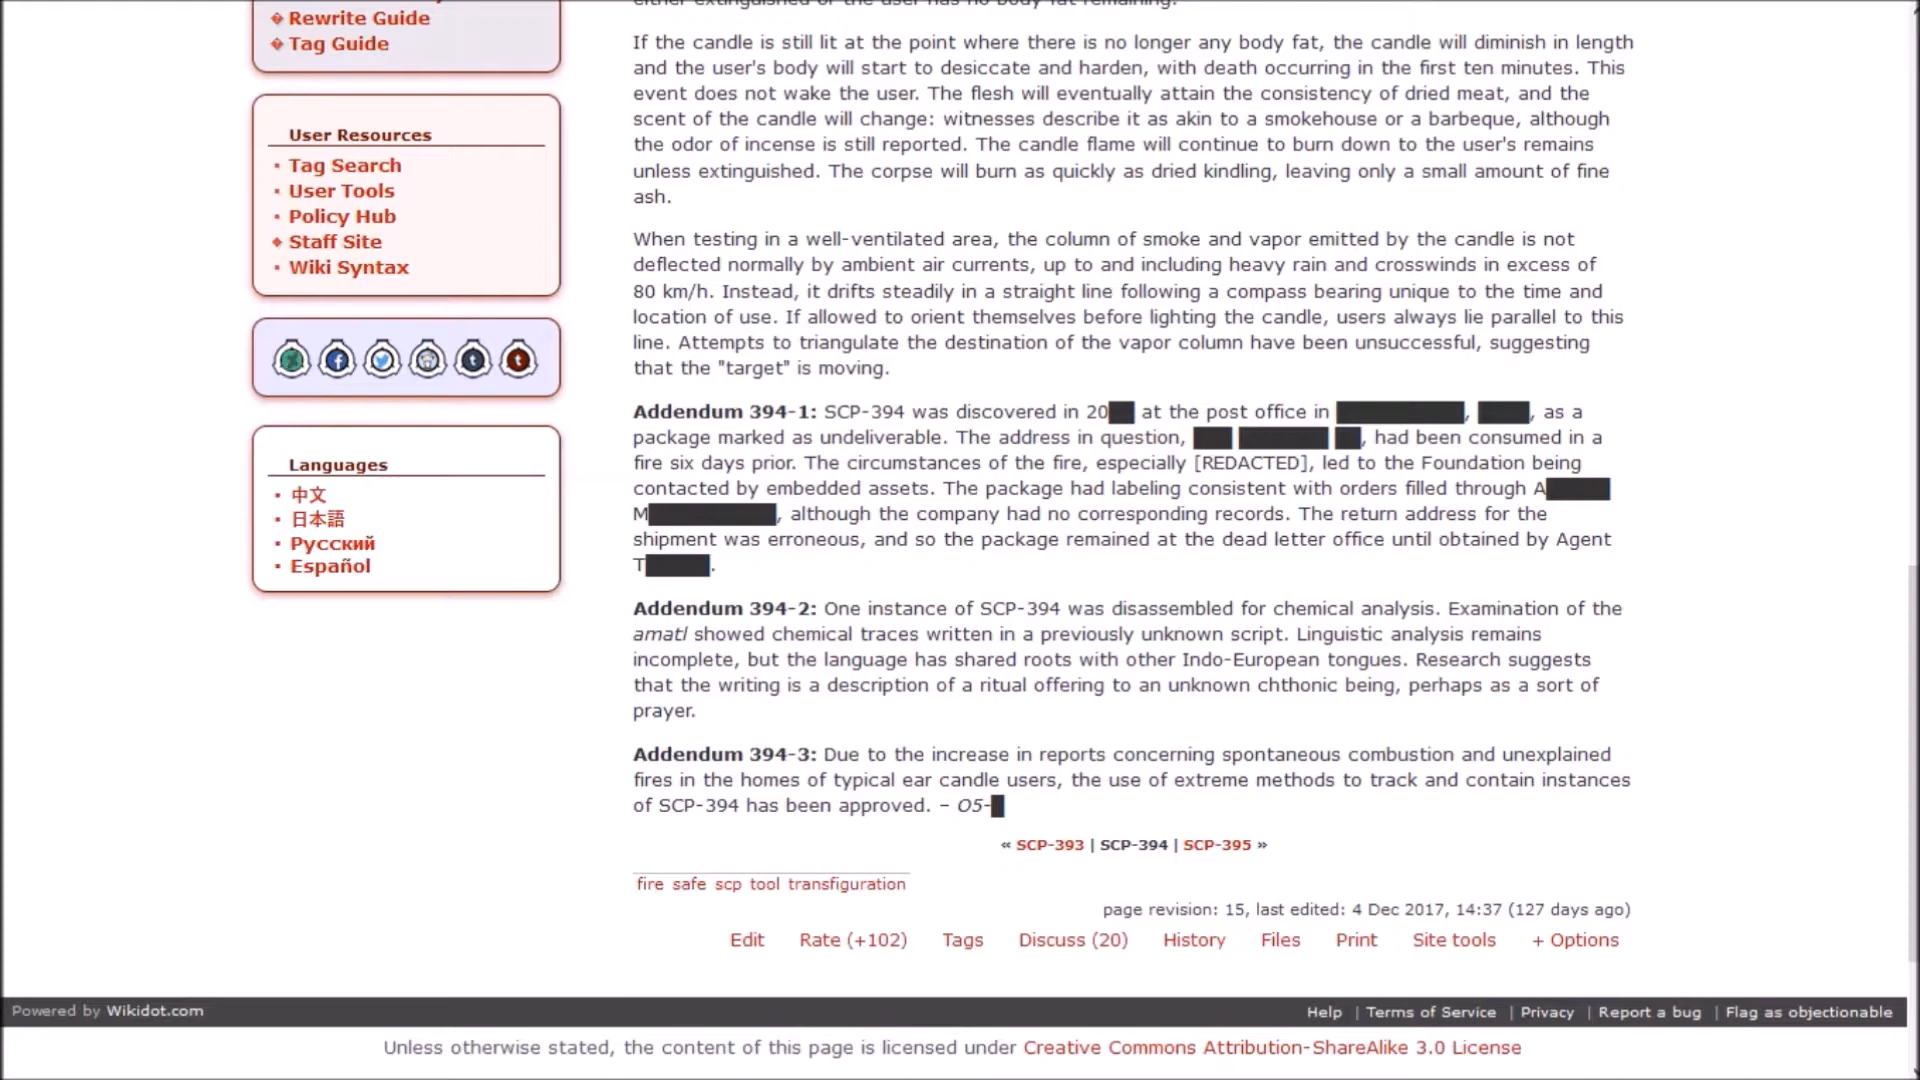 Rewrite Guide
Tag Guide
User Resources
Tag Search
User Tools
Policy Hub
Staff Site
Wiki Syntax
Languages
中文
日本語
Русский
Español
either extinguished or the user has no body fat remaining.
If the candle is still lit at the point where there is no longer any body fat, the candle will diminish in length
and the user's body will start to desiccate and harden, with death occurring in the first ten minutes. This
event does not wake the user. The flesh will eventually attain the consistency of dried meat, and the
scent of the candle will change: witnesses describe it as akin to a smokehouse or a barbeque, although
the odor of incense is still reported. The candle flame will continue to burn down to the user's remains
unless extinguished. The corpse will burn as quickly as dried kindling, leaving only a small amount of fine
ash.
When testing in a well-ventilated area, the column of smoke and vapor emitted by the candle is not
deflected normally by ambient air currents, up to and including heavy rain and crosswinds in excess of
80 km/h. Instead, it drifts steadily in a straight line following a compass bearing unique to the time and
location of use. If allowed to orient themselves before lighting the candle, users always lie parallel to this
line. Attempts to triangulate the destination of the vapor column have been unsuccessful, suggesting
that the "target" is moving.
Addendum 394-1: SCP-394 was discovered in 20██ at the post office in ██████████, ████, as a
package marked as undeliverable. The address in question, ███ ███████ ██, had been consumed in a
fire six days prior. The circumstances of the fire, especially [REDACTED], led to the Foundation being
contacted by embedded assets. The package had labeling consistent with orders filled through A█████
M██████████, although the company had no corresponding records. The return address for the
shipment was erroneous, and so the package remained at the dead letter office until obtained by Agent
T█████.
Addendum 394-2: One instance of SCP-394 was disassembled for chemical analysis. Examination of the
amatl showed chemical traces written in a previously unknown script. Linguistic analysis remains
incomplete, but the language has shared roots with other Indo-European tongues. Research suggests
that the writing is a description of a ritual offering to an unknown chthonic being, perhaps as a sort of
prayer.
Addendum 394-3: Due to the increase in reports concerning spontaneous combustion and unexplained
fires in the homes of typical ear candle users, the use of extreme methods to track and contain instances
of SCP-394 has been approved. – O5-█
« SCP-393 | SCP-394 | SCP-395 »
fire safe scp tool transfiguration
page revision: 15, last edited: 4 Dec 2017, 14:37 (127 days ago)
Edit Rate (+102) Tags Discuss (20) History Files Print Site tools + Options
Powered by Wikidot.com
Help | Terms of Service | Privacy | Report a bug | Flag as objectionable
Unless otherwise stated, the content of this page is licensed under Creative Commons Attribution-ShareAlike 3.0 License